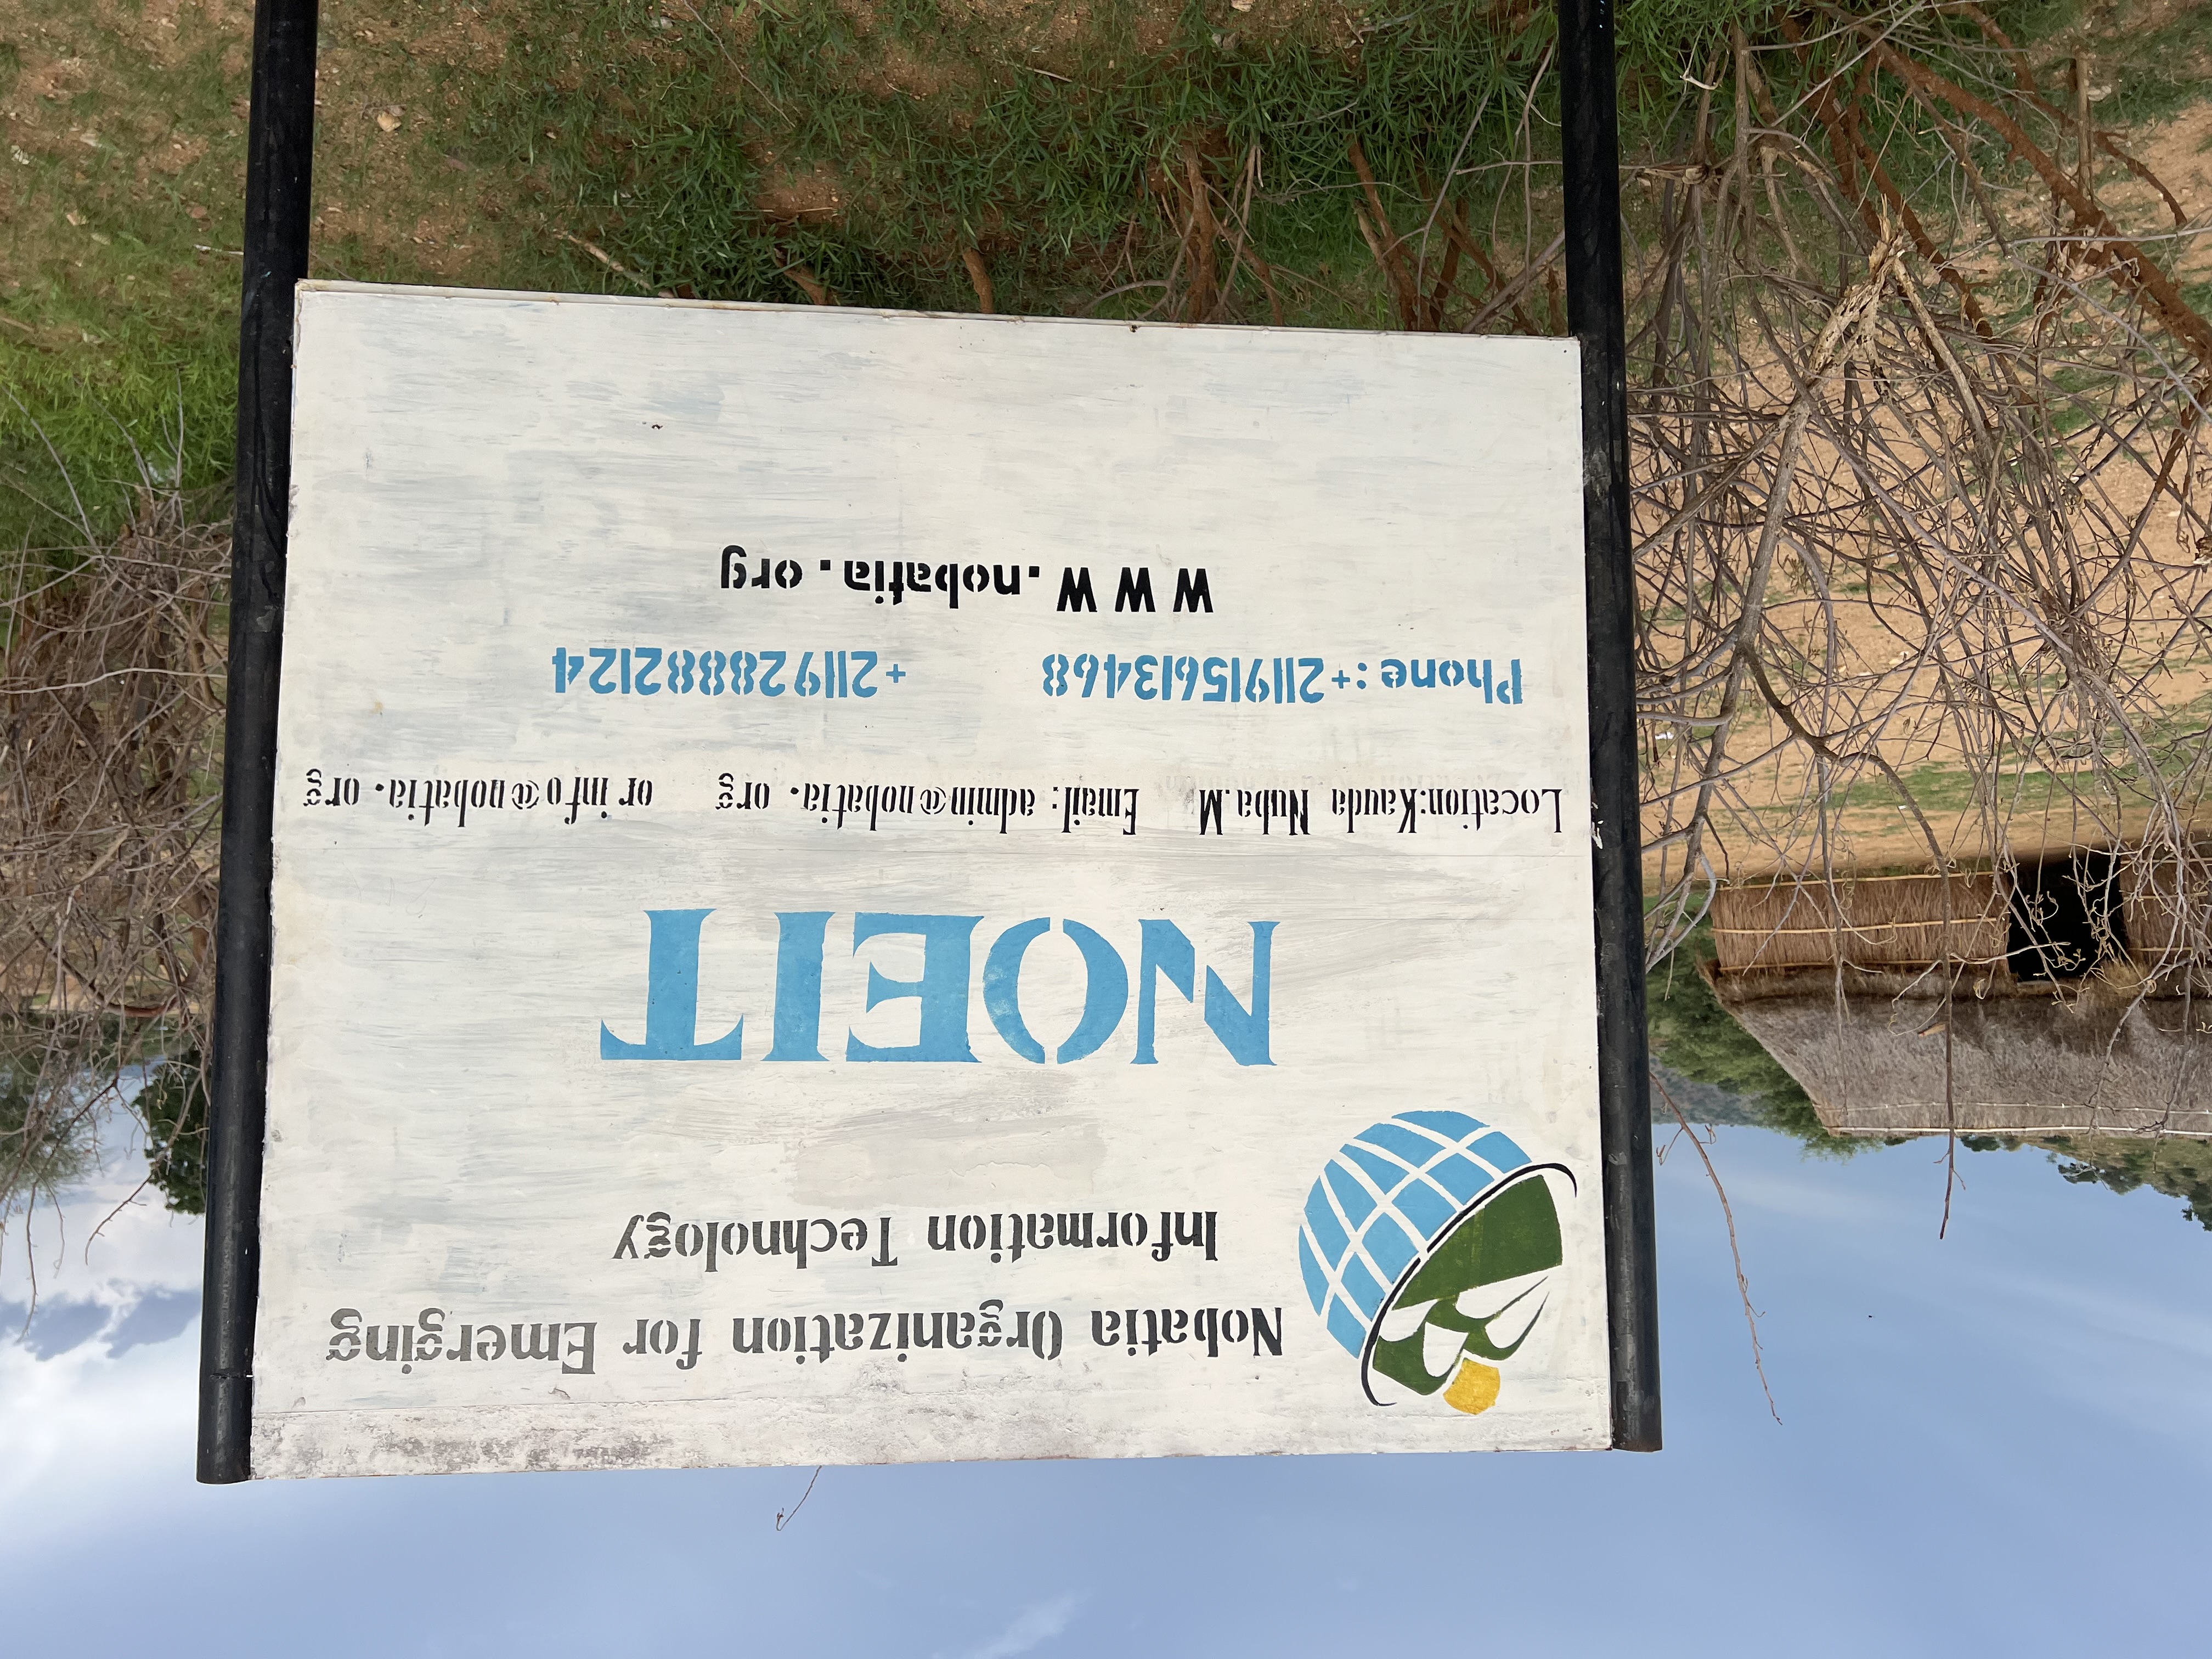 Nobatia Organization for Emerging
Information Technology
NOEIT
Location:Kauda Nuba.M Email: admin@nobatia. org or info@nobatia. org
Phone :+211915613468 +211928882124
WWW.nobatia.org